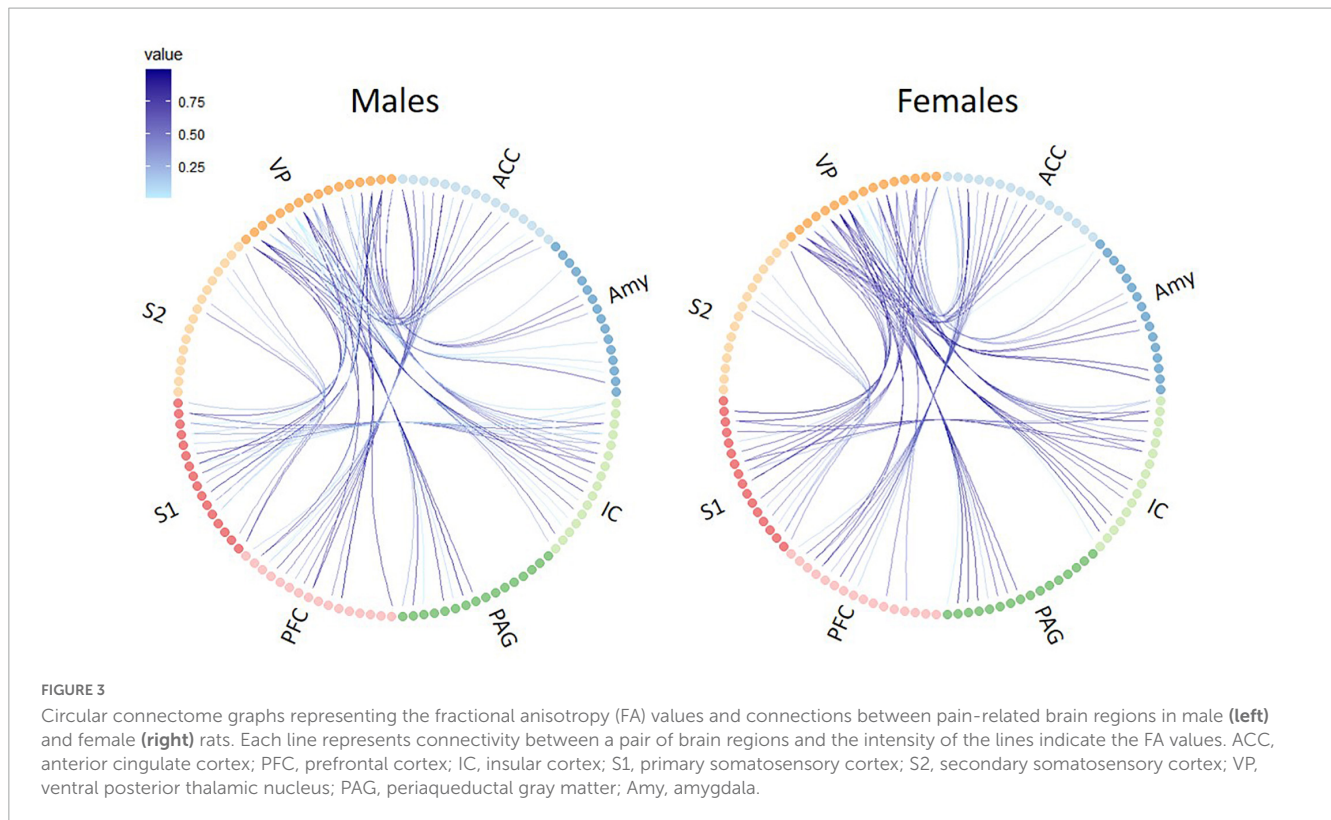 value
0.75
0.50
0.25
Males
Females
VP
ACC
Amy
IC
PAG
PFC
S1
S2
VP
ACC
Amy
IC
PAG
PFC
S1
S2
FIGURE 3
Circular connectome graphs representing the fractional anisotropy (FA) values and connections between pain-related brain regions in male (left)
and female (right) rats. Each line represents connectivity between a pair of brain regions and the intensity of the lines indicate the FA values. ACC,
anterior cingulate cortex; PFC, prefrontal cortex; IC, insular cortex; S1, primary somatosensory cortex; S2, secondary somatosensory cortex; VP,
ventral posterior thalamic nucleus; PAG, periaqueductal gray matter; Amy, amygdala.